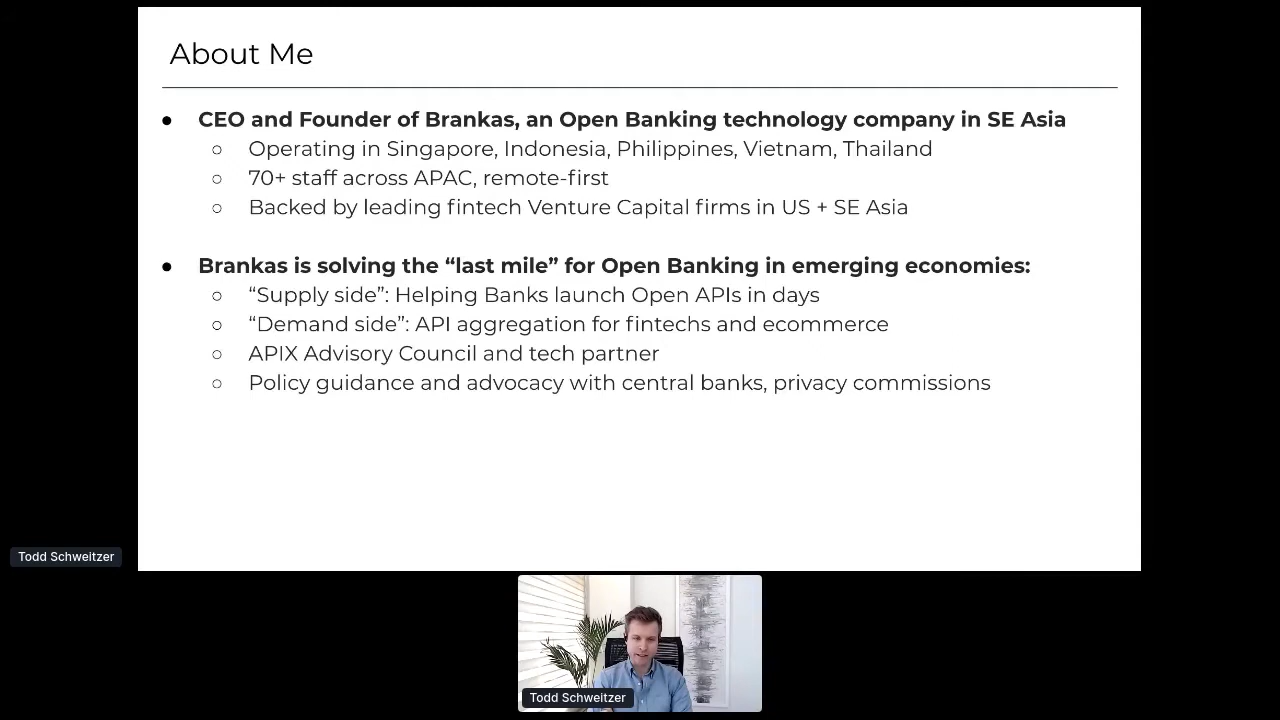 About Me
● CEO and Founder of Brankas, an Open Banking technology company in SE Asia
○ Operating in Singapore, Indonesia, Philippines, Vietnam, Thailand
○ 70+ staff across APAC, remote-first
○ Backed by leading fintech Venture Capital firms in US + SE Asia
● Brankas is solving the “last mile” for Open Banking in emerging economies:
○ “Supply side”: Helping Banks launch Open APIs in days
○ “Demand side”: API aggregation for fintechs and ecommerce
○ APIX Advisory Council and tech partner
○ Policy guidance and advocacy with central banks, privacy commissions
Todd Schweitzer
Todd Schweitzer